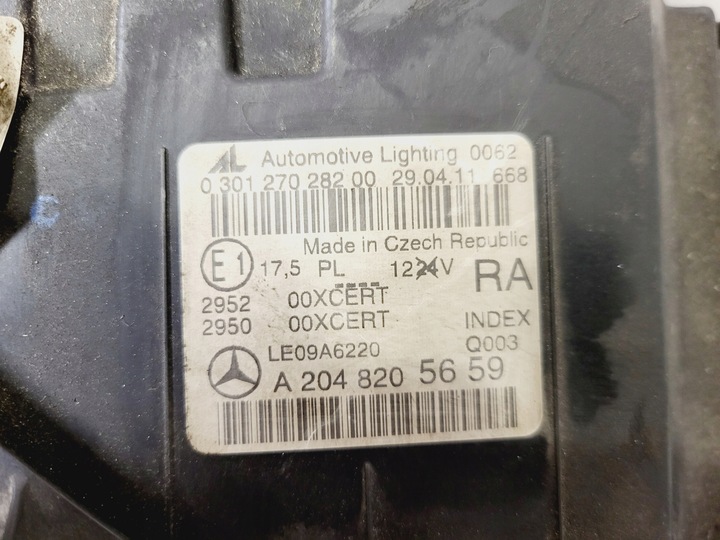 AL Automotive Lighting 0062
0 301 270 282 00 29.04.11 668
Made in Czech Republic
E1 17,5 PL 1224V RA
2952 00XCERT
2950 00XCERT INDEX
LE09A6220 Q003
A 204 820 56 59